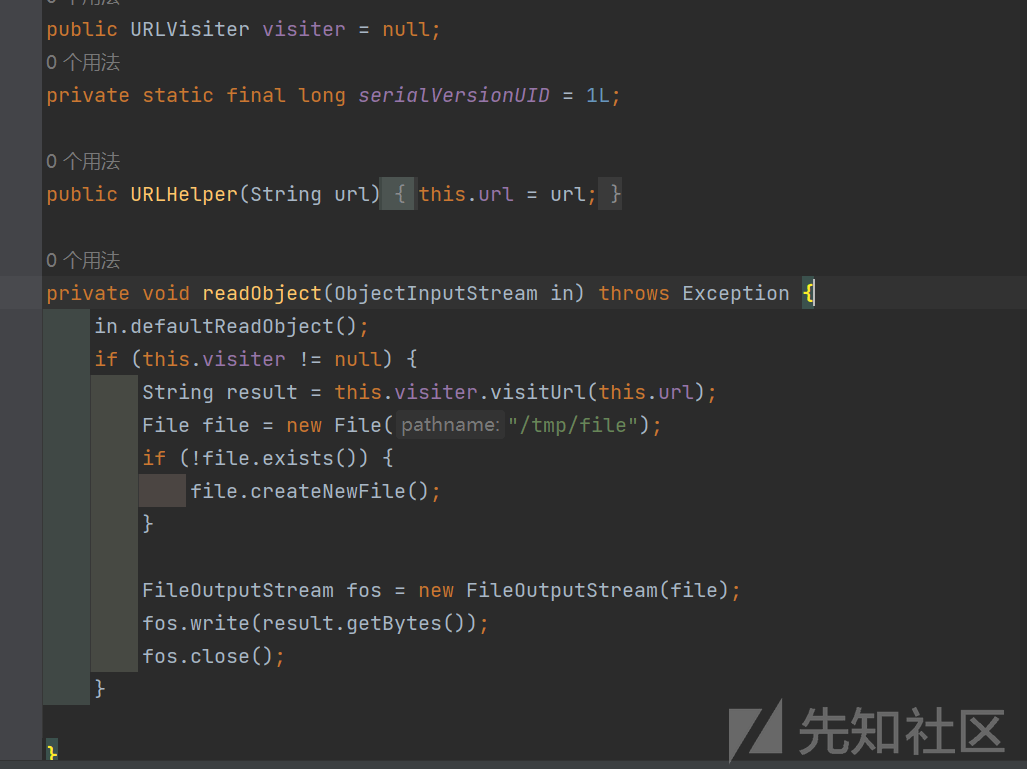 0 个用法
public URLVisiter visiter = null;
0 个用法
private static final long serialVersionUID = 1L;
0 个用法
public URLHelper(String url) { this.url = url; }
0 个用法
private void readObject(ObjectInputStream in) throws Exception {
in.defaultReadObject();
if (this.visiter != null) {
String result = this.visiter.visitUrl(this.url);
File file = new File( pathname: "/tmp/file");
if (!file.exists()) {
file.createNewFile();
}
FileOutputStream fos = new FileOutputStream(file);
fos.write(result.getBytes());
fos.close();
}
}
先知社区